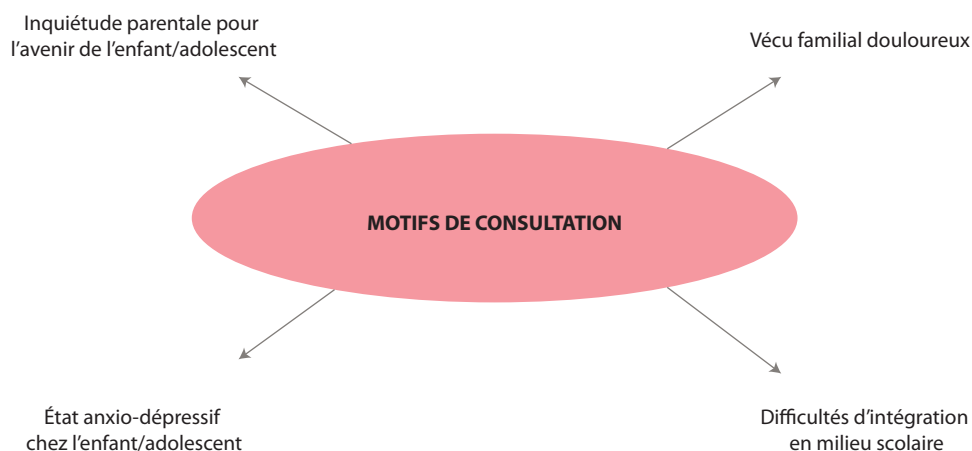 Inquiétude parentale pour
l’avenir de l’enfant/adolescent
Vécu familial douloureux
MOTIFS DE CONSULTATION
État anxio-dépressif
chez l’enfant/adolescent
Difficultés d’intégration
en milieu scolaire